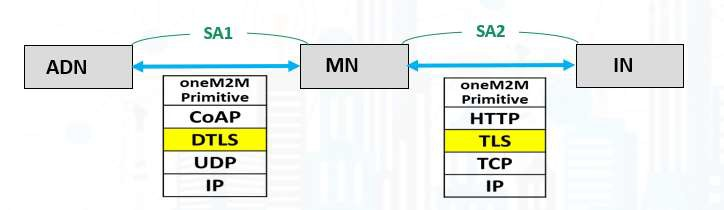 SA1
SA2
ADN
MN
IN
oneM2M
Primitive
CoAP
DTLS
UDP
IP
oneM2M
Primitive
HTTP
TLS
TCP
IP